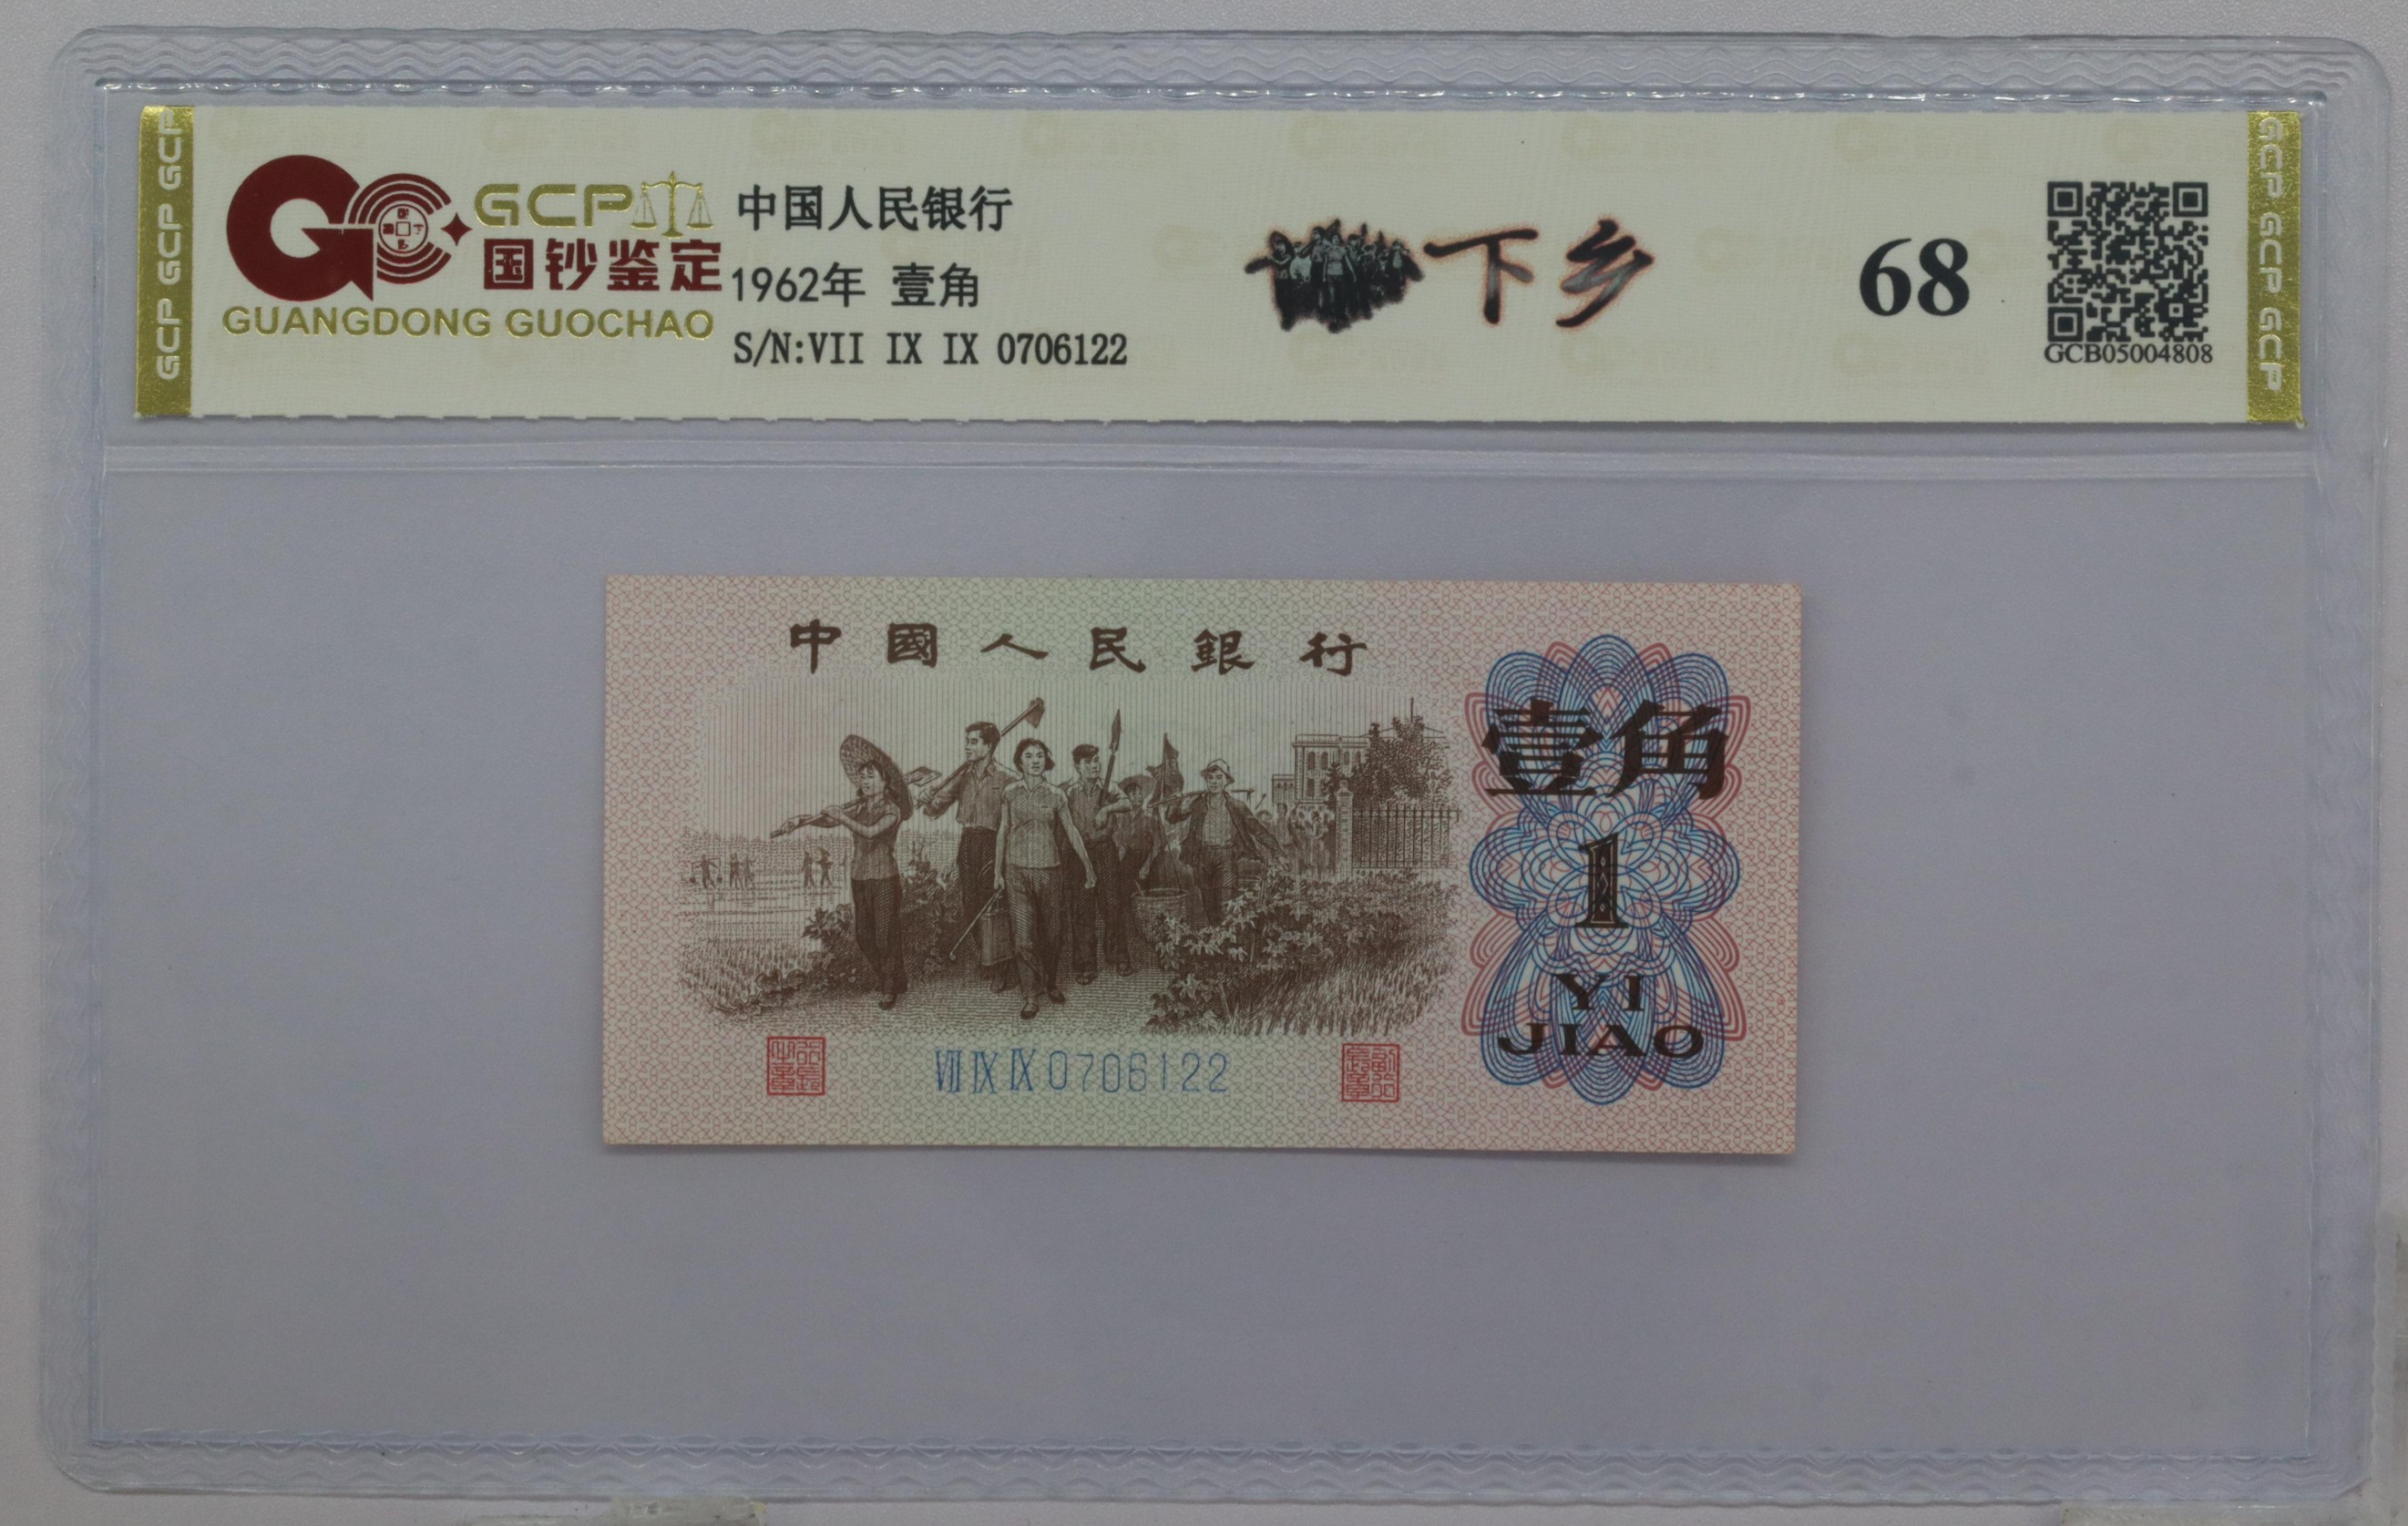 GCP GCP GCP
GCP
国钞鉴定
GUANGDONG GUOCHAO
中国人民银行
1962年 壹角
S/N:VII IX IX 0706122
下乡
68
GCB05004808
GCP GCP GCP
中國人民銀行
壹角
1
YI
JIAO
VII IX IX 0706122